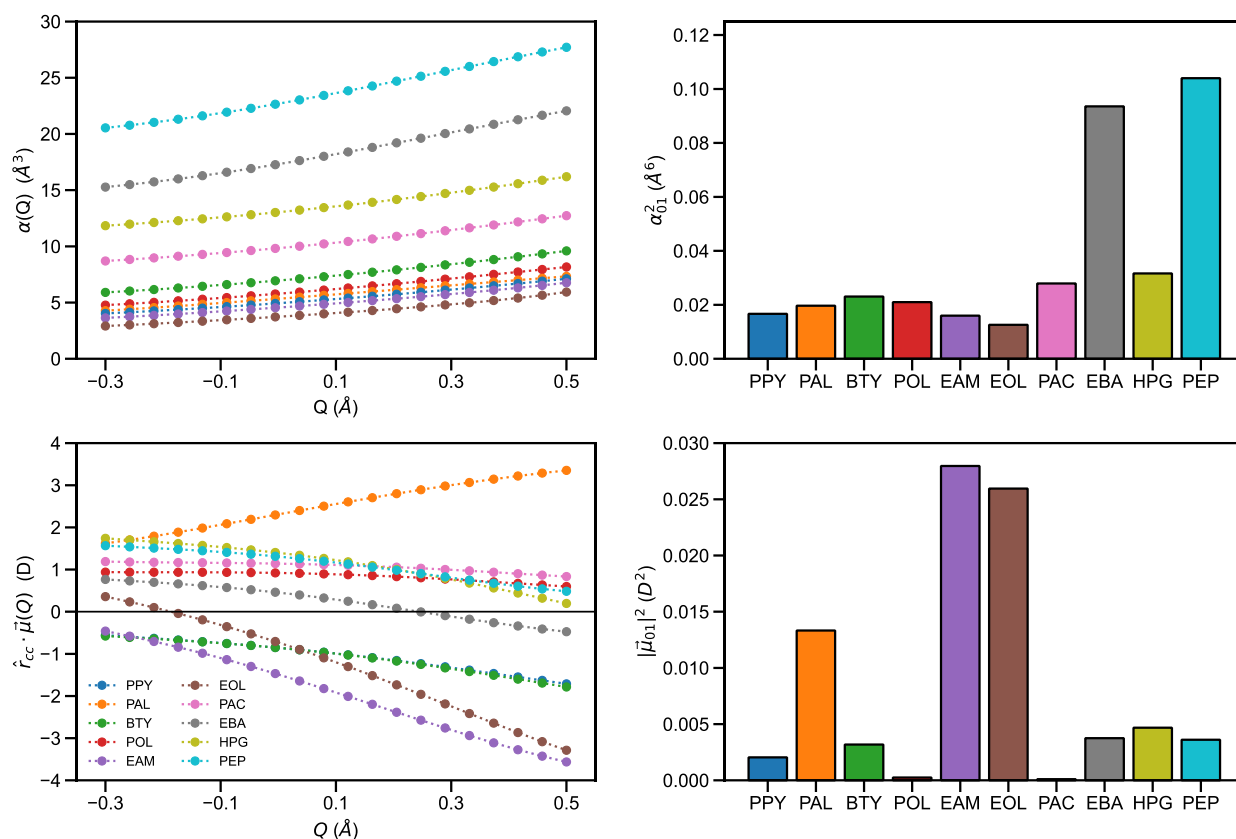 30
25
20
15
10
5
0
α(Q) (Å³)
−0.3 −0.1 0.1 0.3 0.5
Q (Å)
0.12
0.10
0.08
0.06
0.04
0.02
0.00
α²₀₁ (Å⁶)
PPY PAL BTY POL EAM EOL PAC EBA HPG PEP
4
3
2
1
0
−1
−2
−3
−4
r̂cc · μ⃗(Q) (D)
PPY EOL
PAL PAC
BTY EBA
POL HPG
EAM PEP
−0.3 −0.1 0.1 0.3 0.5
Q (Å)
0.030
0.025
0.020
0.015
0.010
0.005
0.000
|μ⃗₀₁|² (D²)
PPY PAL BTY POL EAM EOL PAC EBA HPG PEP